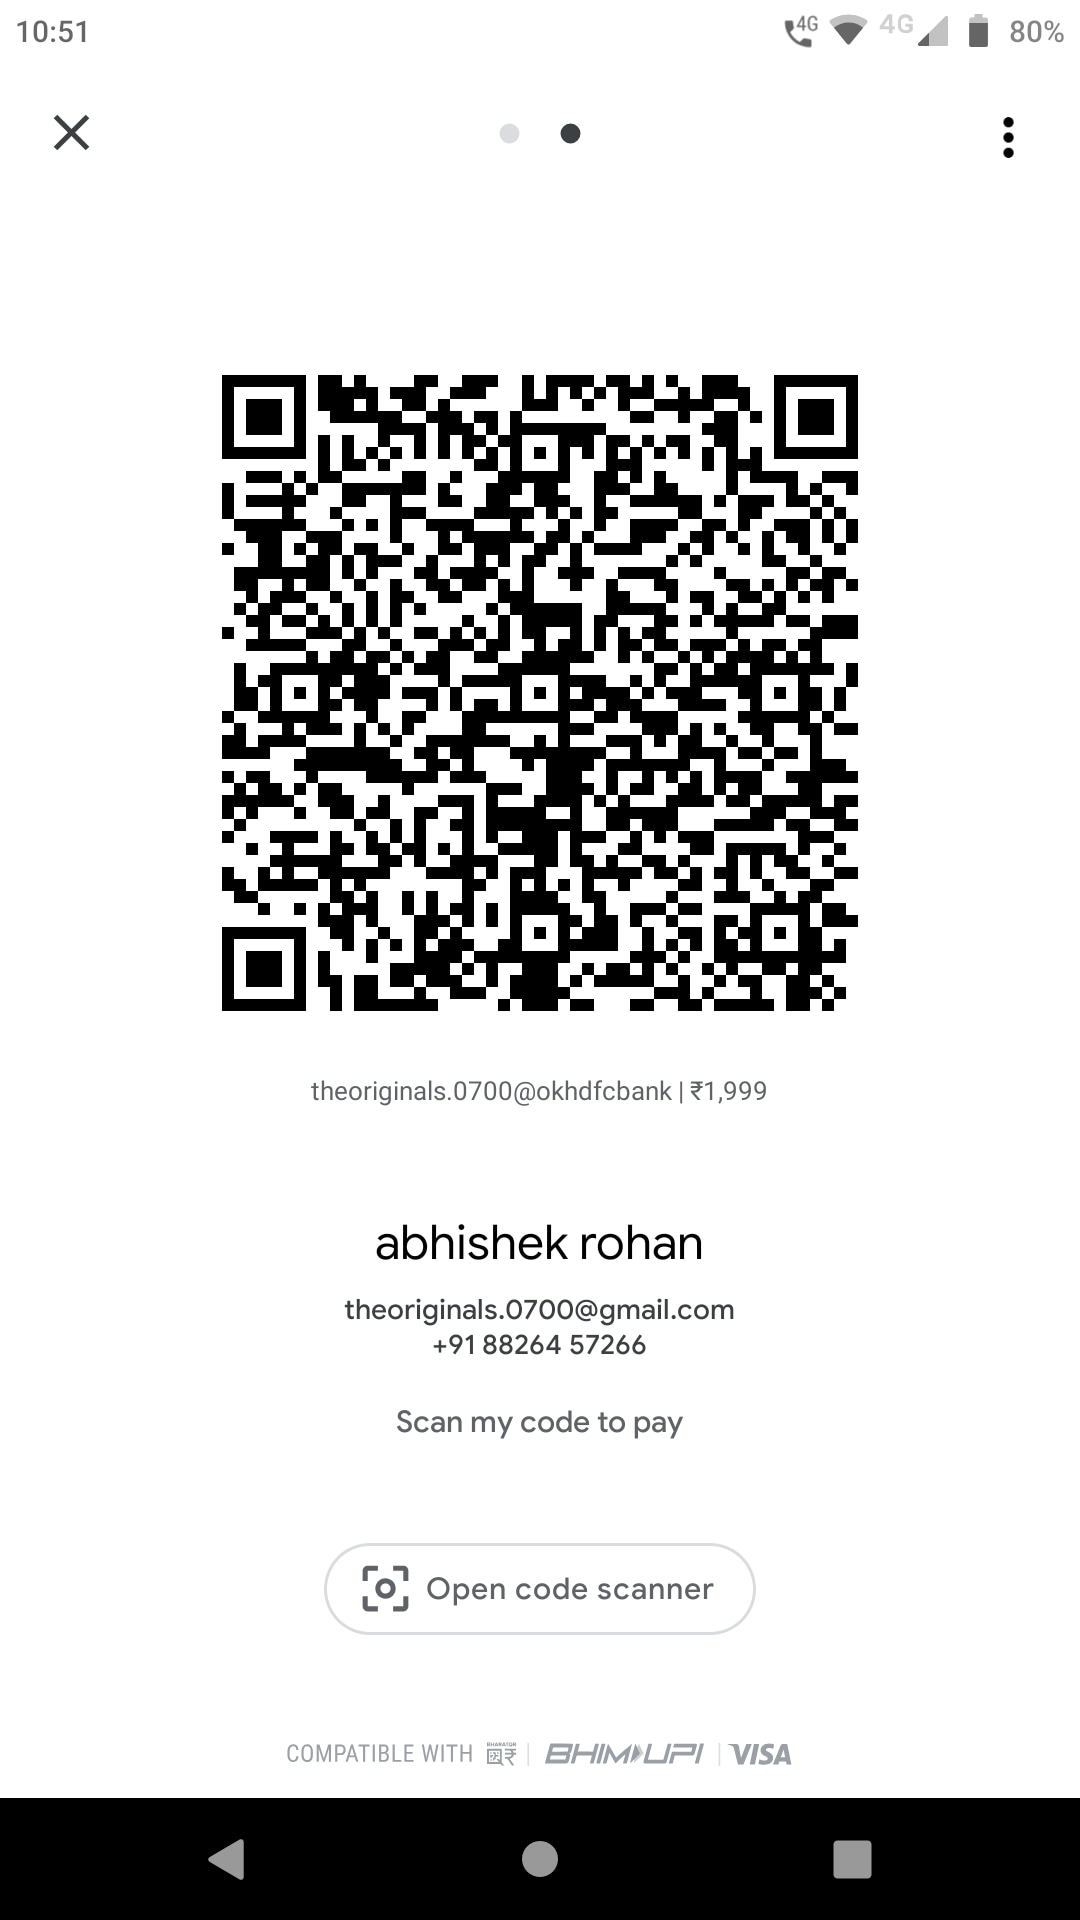 10:51
4G
4G
80%
theoriginals.0700@okhdfcbank | ₹1,999
abhishek rohan
theoriginals.0700@gmail.com
+91 88264 57266
Scan my code to pay
Open code scanner
COMPATIBLE WITH BHARATQR | BHIM UPI | VISA